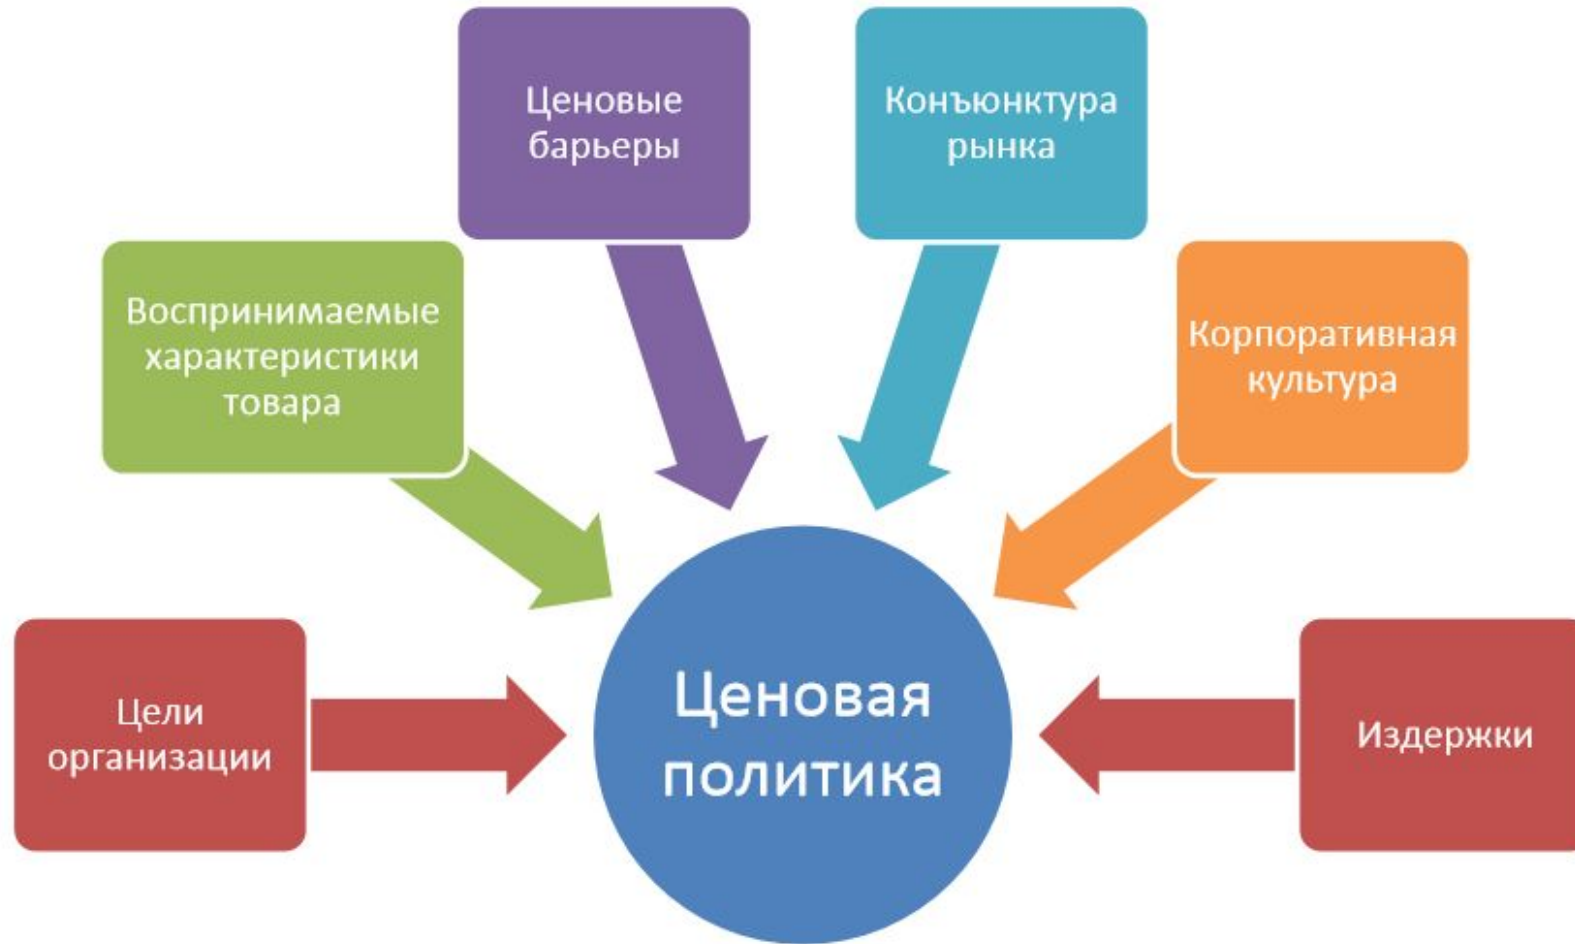 Ценовые
барьеры
Конъюнктура
рынка
Воспринимаемые
характеристики
товара
Корпоративная
культура
Цели
организации
Ценовая
политика
Издержки